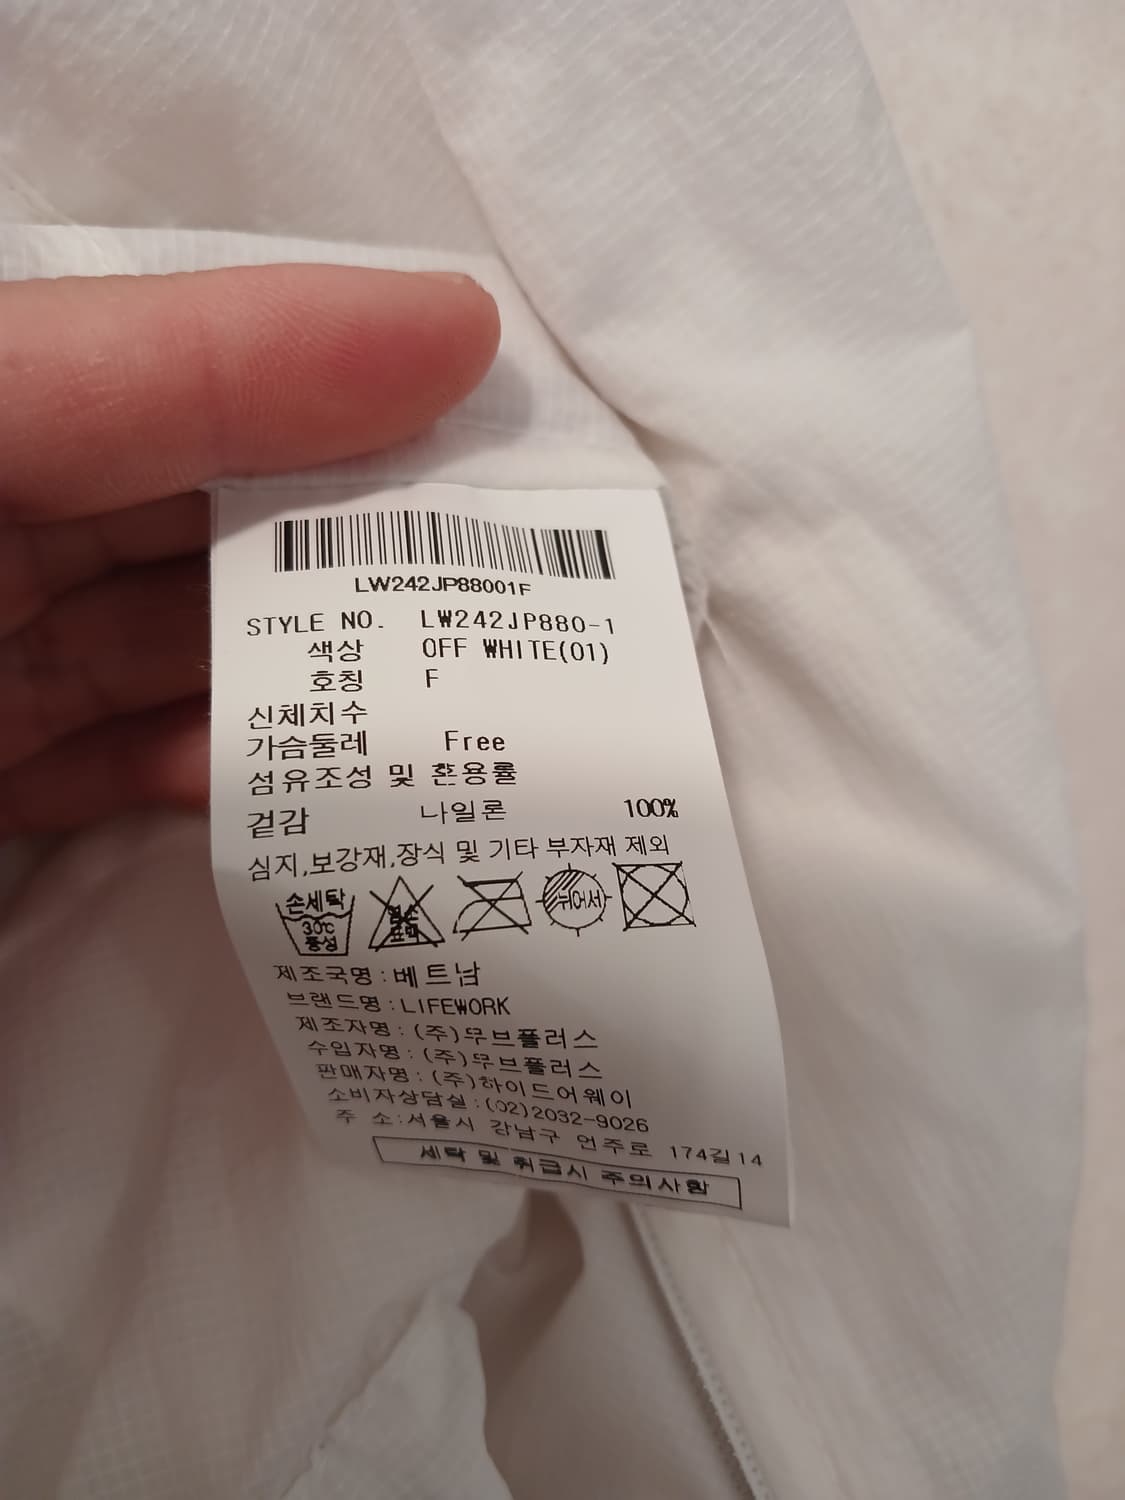 LW242JP88001F
STYLE NO. LW242JP880-1
색상 OFF WHITE(01)
호칭 F
신체치수
가슴둘레 Free
섬유조성 및 혼용률
겉감 나일론 100%
심지,보강재,장식 및 기타 부자재 제외
손세탁 30℃ 중성 염소 표백 뉘어서
제조국명:베트남
브랜드명:LIFEWORK
제조자명:(주)무브플러스
수입자명:(주)무브플러스
판매자명:(주)하이드어웨이
소비자상담실:(02)2032-9026
주 소:서울시 강남구 언주로 174길14
세탁 및 취급시 주의사항